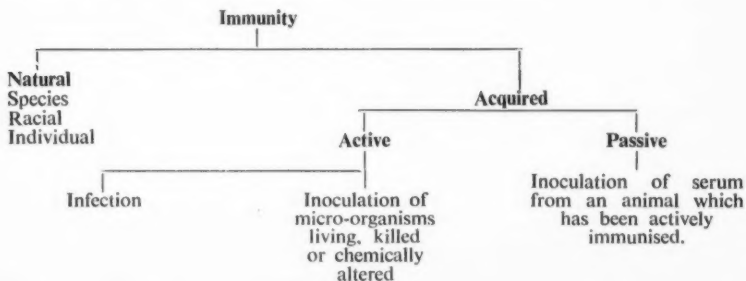 Immunity
Natural
Species
Racial
Individual
Acquired
Active
Passive
Infection
Inoculation of
micro-organisms
living, killed
or chemically
altered
Inoculation of serum
from an animal which
has been actively
immunised.